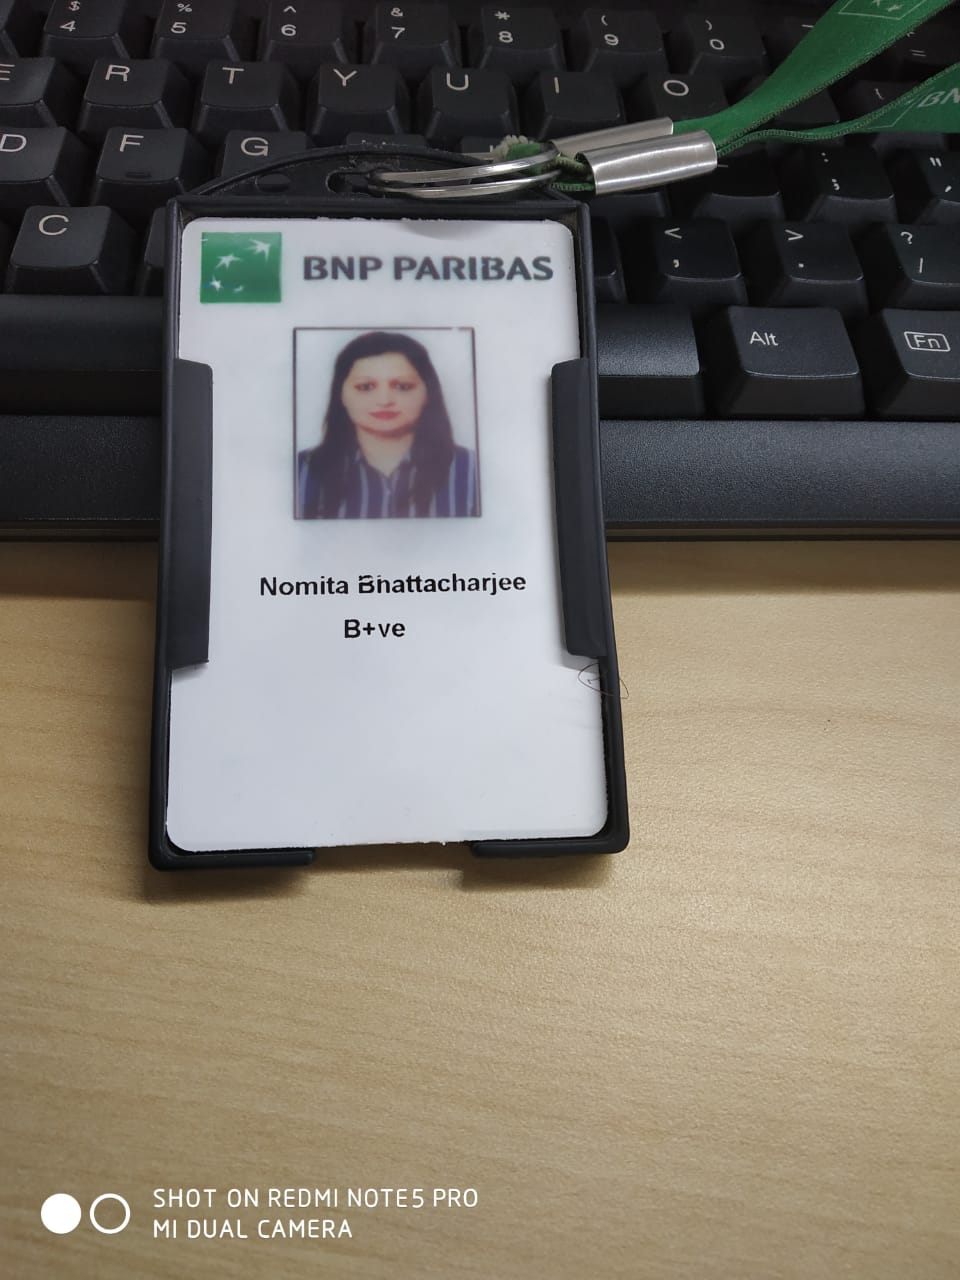 $ 4 % 5 ^ 6 & 7 * 8 ( 9 ) 0
E R T Y U I O
D F G : ; " '
C < , > . ? /
Alt Fn
BN
BNP PARIBAS
Nomita Bhattacharjee
B+ve
SHOT ON REDMI NOTE5 PRO
MI DUAL CAMERA